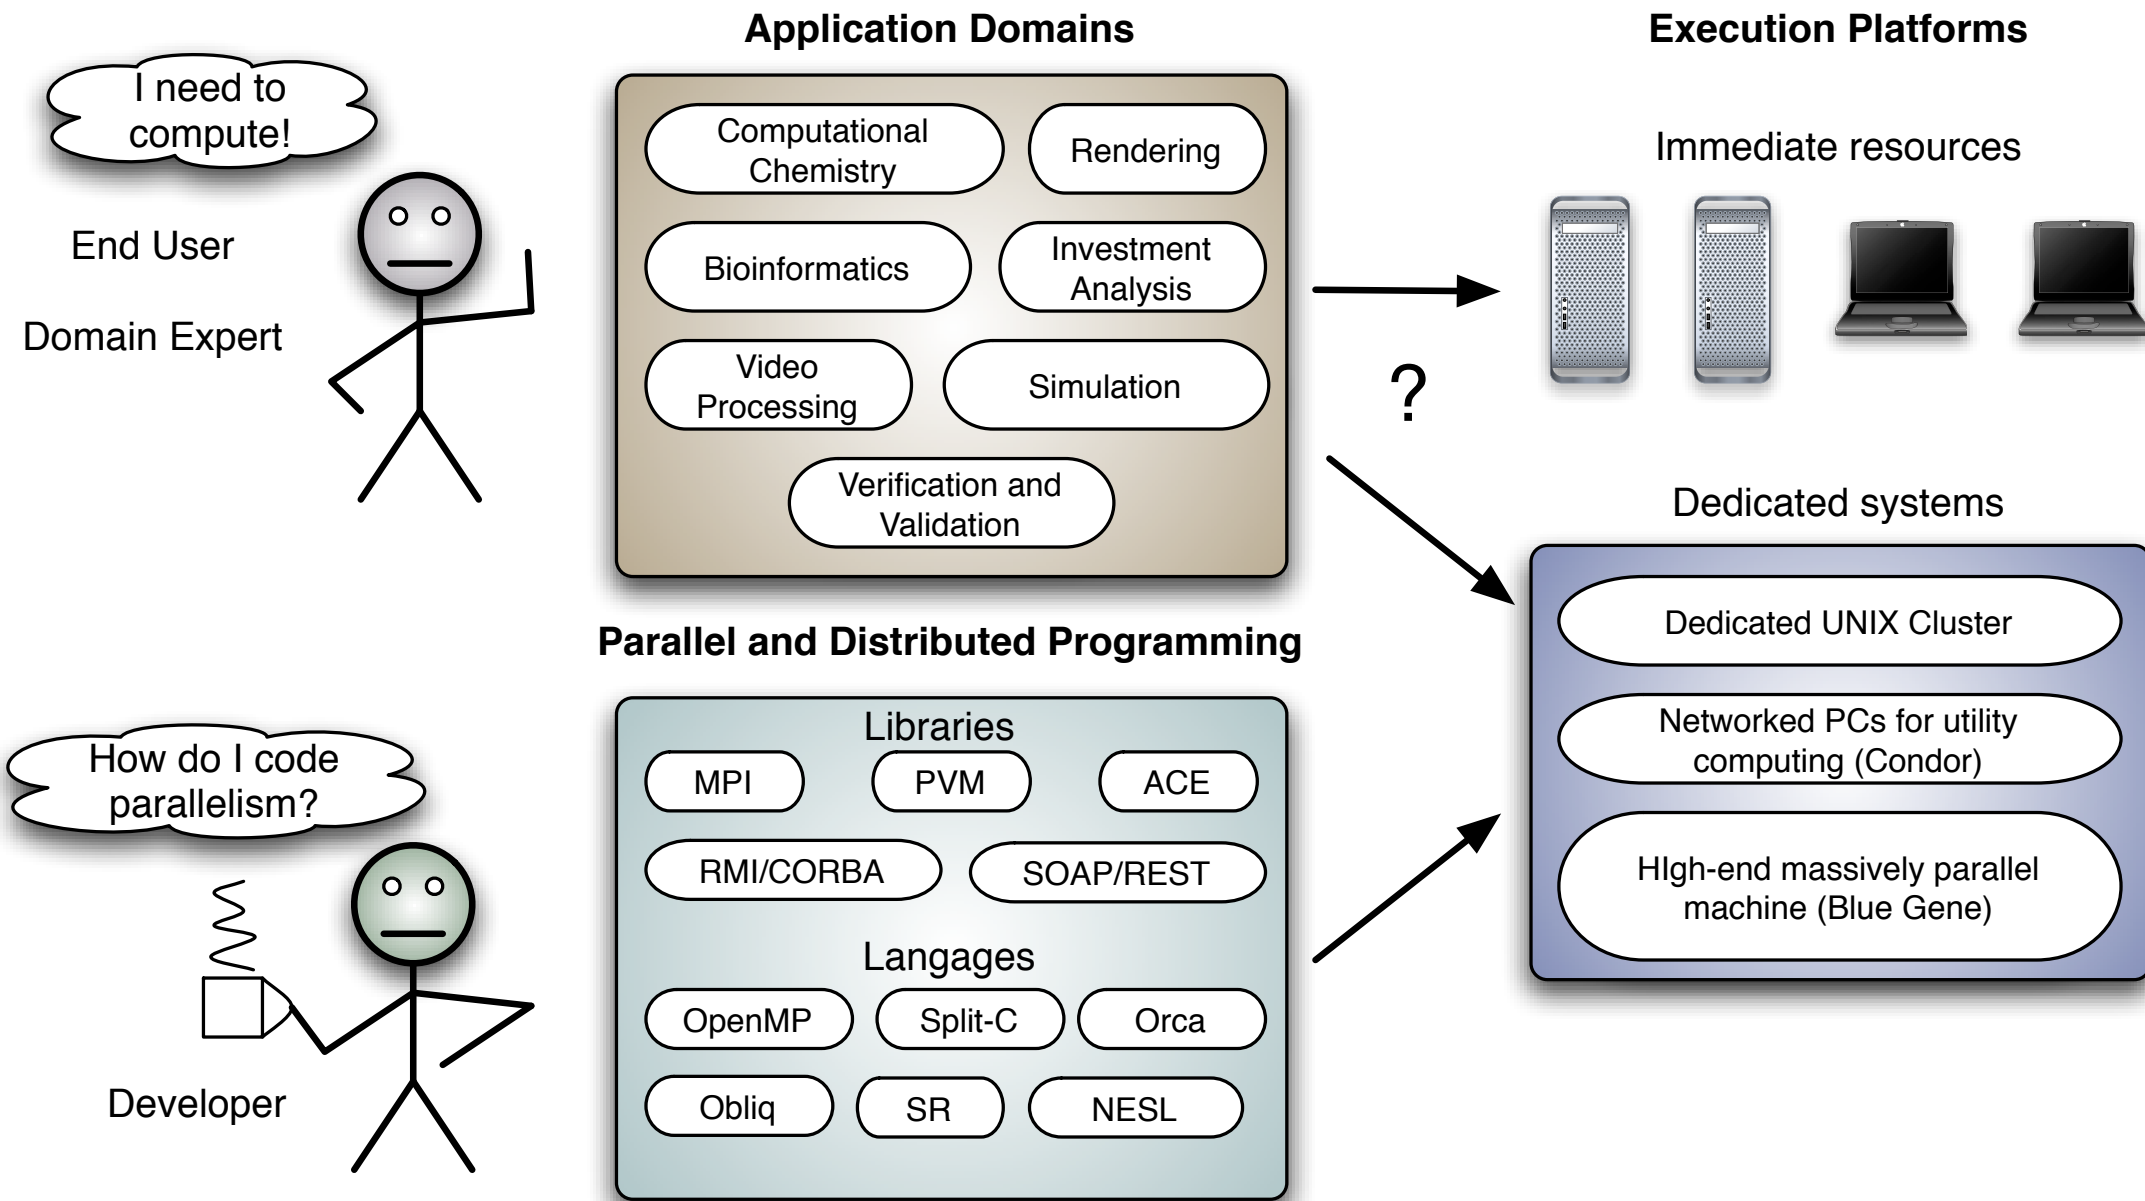 Application Domains
Execution Platforms
I need to
compute!
End User
Domain Expert
Computational
Chemistry
Rendering
Bioinformatics
Investment
Analysis
Video
Processing
Simulation
Verification and
Validation
?
Immediate resources
Dedicated systems
Dedicated UNIX Cluster
Networked PCs for utility
computing (Condor)
HIgh-end massively parallel
machine (Blue Gene)
Parallel and Distributed Programming
How do I code
parallelism?
Developer
Libraries
MPI
PVM
ACE
RMI/CORBA
SOAP/REST
Langages
OpenMP
Split-C
Orca
Obliq
SR
NESL